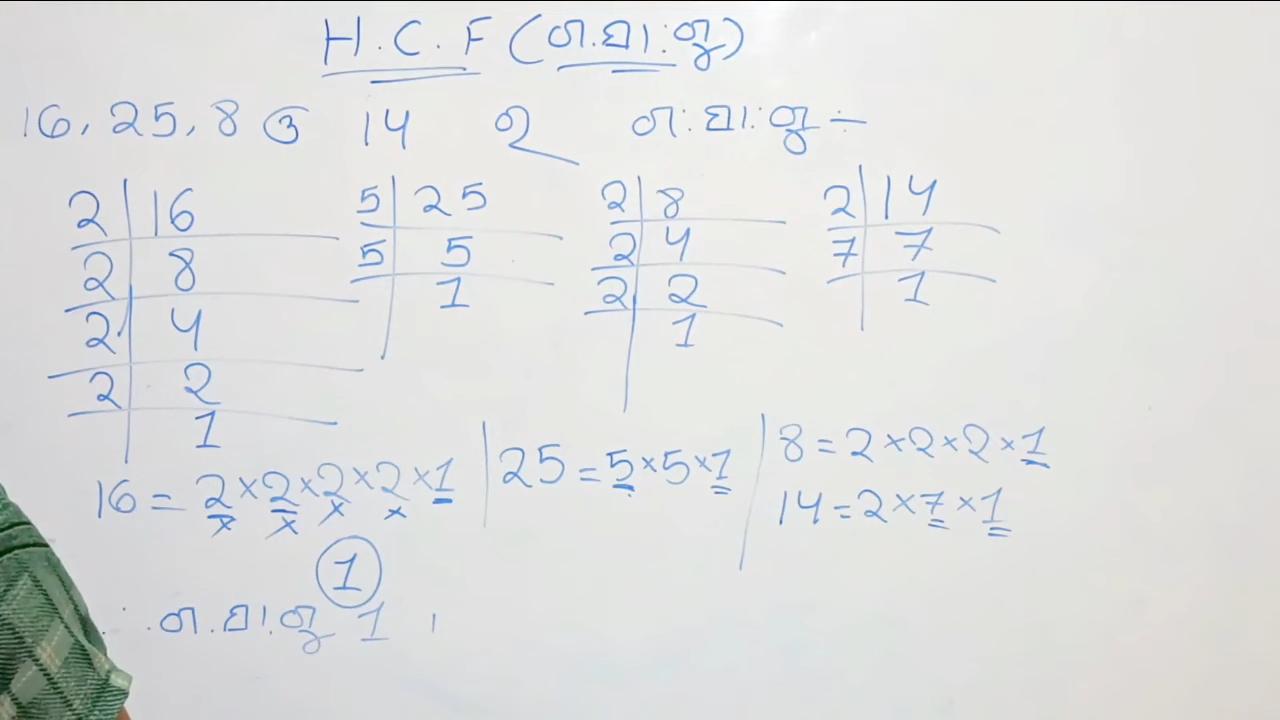 H.C.F (ଗ.ସା.ଗୁ)
16, 25, 8 ଓ 14 ର ଗ.ସା.ଗୁ -
2 | 16
2 | 8
2 | 4
2 | 2
1
5 | 25
5 | 5
1
2 | 8
2 | 4
2 | 2
1
2 | 14
7 | 7
1
16 = 2 × 2 × 2 × 2 × 1
25 = 5 × 5 × 1
8 = 2 × 2 × 2 × 1
14 = 2 × 7 × 1
1
∴ ଗ.ସା.ଗୁ 1 ।